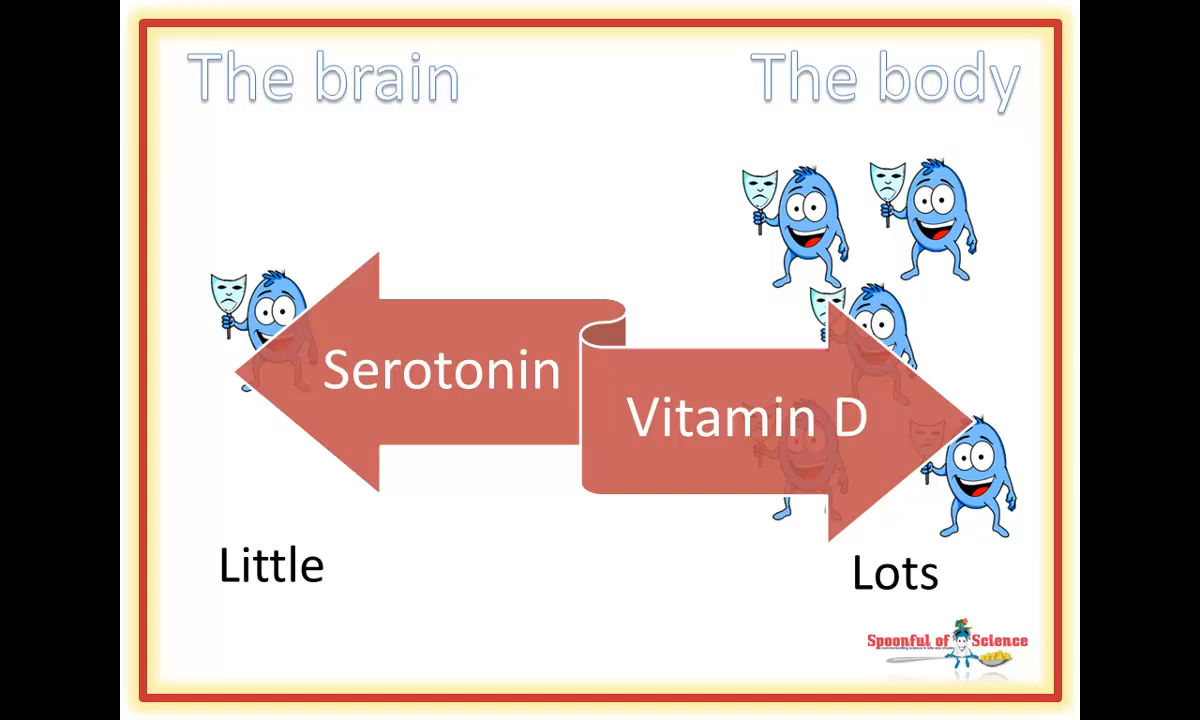 The brain
The body
Serotonin
Vitamin D
Little
Lots
Spoonful of Science